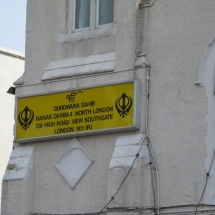 ੴ
GURDWARA SAHIB
NANAK DARBAR NORTH LONDON
136 HIGH ROAD NEW SOUTHGATE
LONDON N11 1PJ